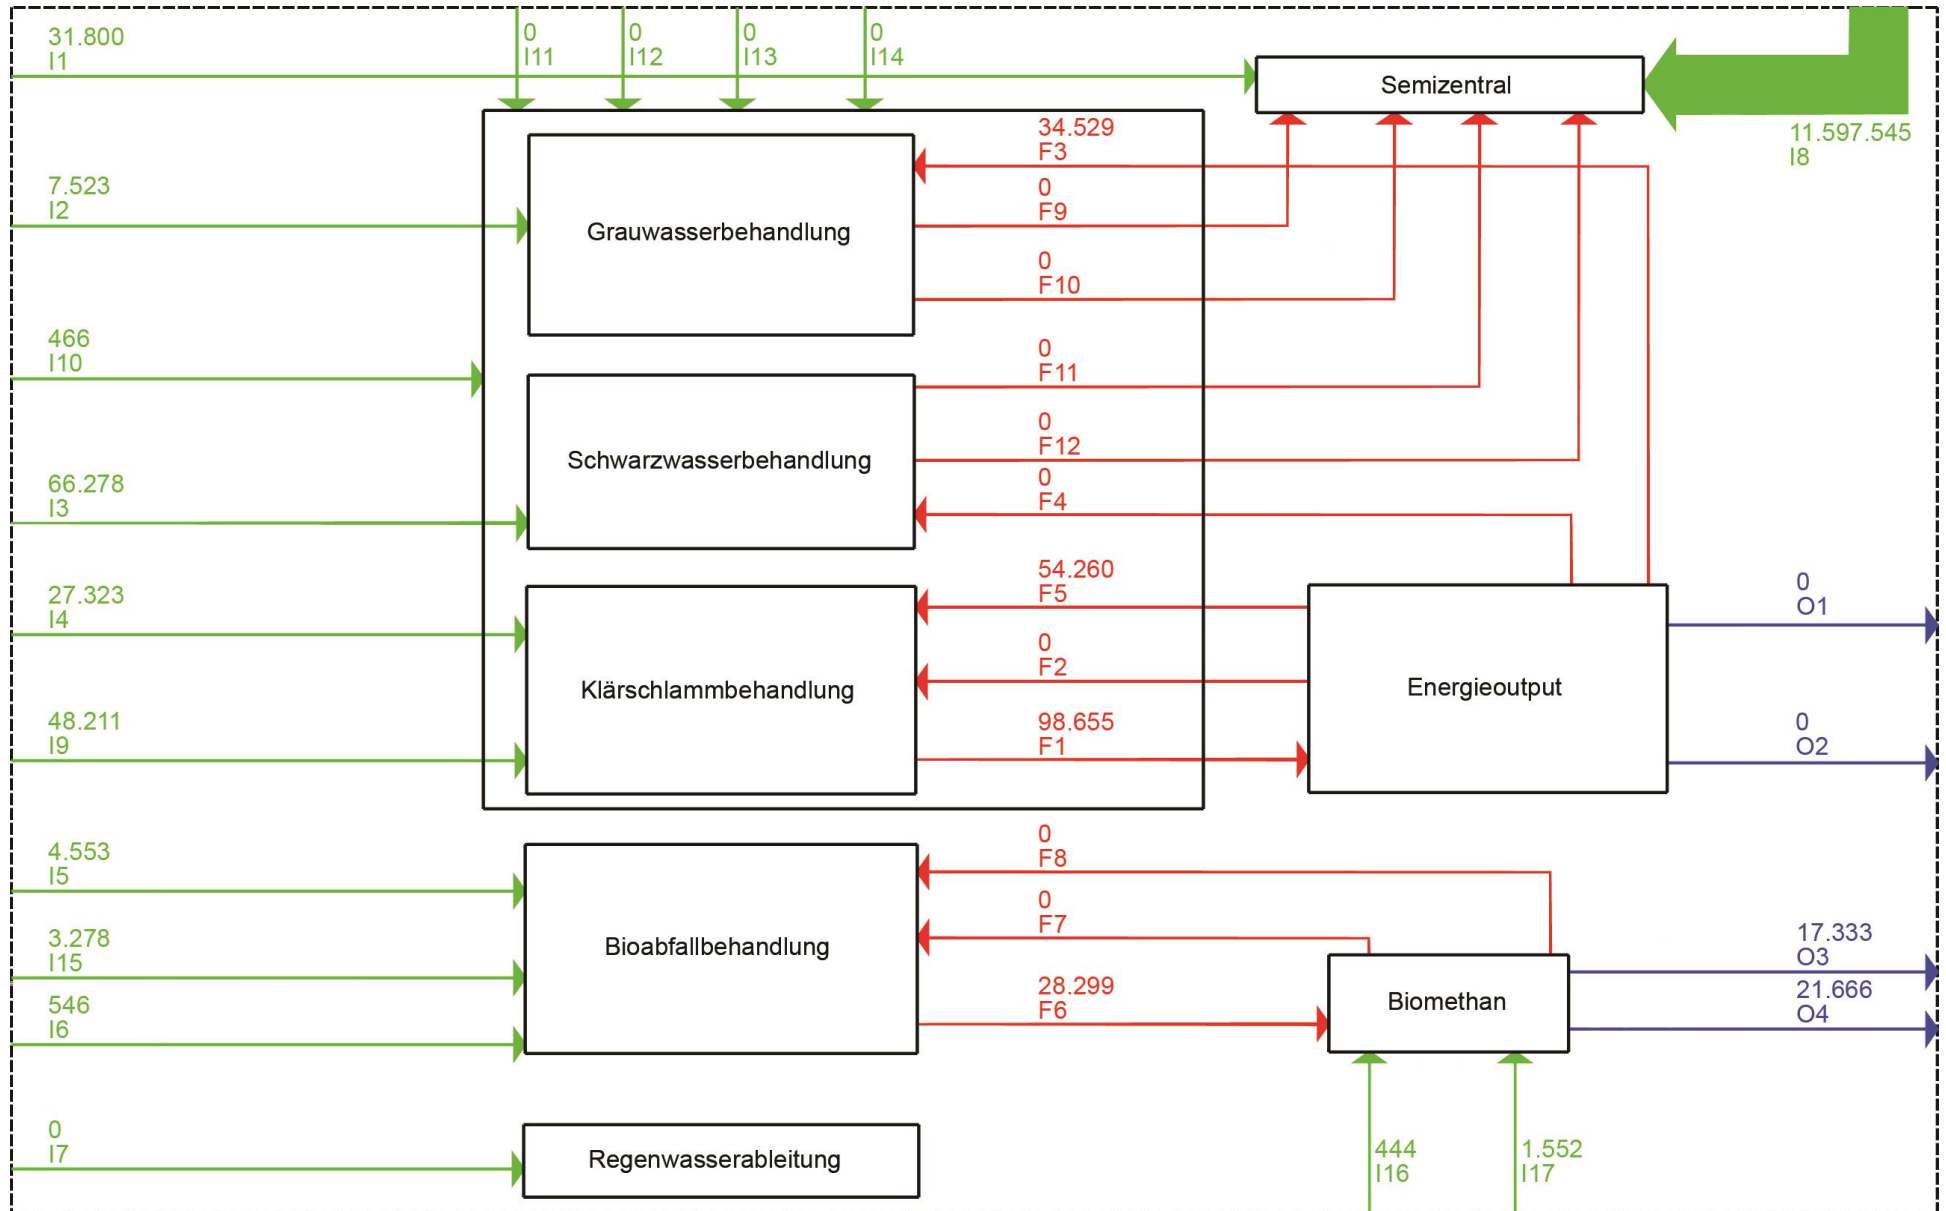 31.800
I1
0
I11
0
I12
0
I13
0
I14
Semizentral
11.597.545
I8
7.523
I2
Grauwasserbehandlung
34.529
F3
0
F9
0
F10
466
I10
0
F11
Schwarzwasserbehandlung
0
F12
66.278
I3
0
F4
27.323
I4
54.260
F5
0
O1
Klärschlammbehandlung
0
F2
Energieoutput
48.211
I9
98.655
F1
0
O2
4.553
I5
0
F8
Bioabfallbehandlung
0
F7
3.278
I15
17.333
O3
546
I6
28.299
F6
Biomethan
21.666
O4
0
I7
Regenwasserableitung
444
I16
1.552
I17